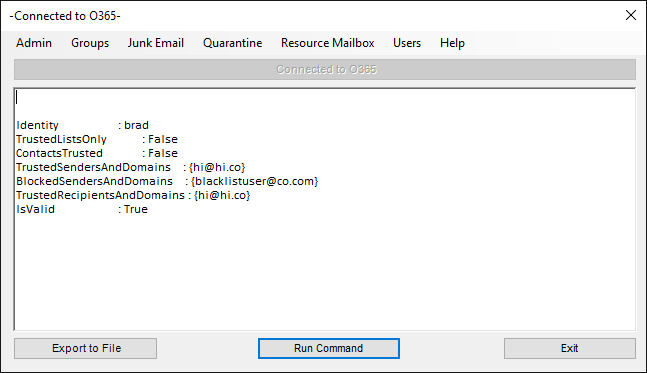 -Connected to O365-
Admin Groups Junk Email Quarantine Resource Mailbox Users Help
Connected to O365
Identity : brad
TrustedListsOnly : False
ContactsTrusted : False
TrustedSendersAndDomains : {hi@hi.co}
BlockedSendersAndDomains : {blacklistuser@co.com}
TrustedRecipientsAndDomains : {hi@hi.co}
IsValid : True
Export to File Run Command Exit